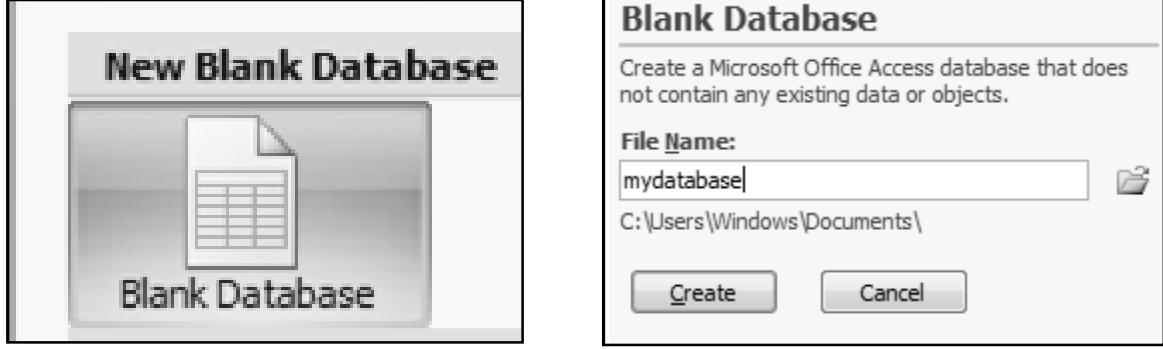 New Blank Database
Blank Database
Blank Database
Create a Microsoft Office Access database that does
not contain any existing data or objects.
File Name:
mydatabase
C:\Users\Windows\Documents\
Create
Cancel